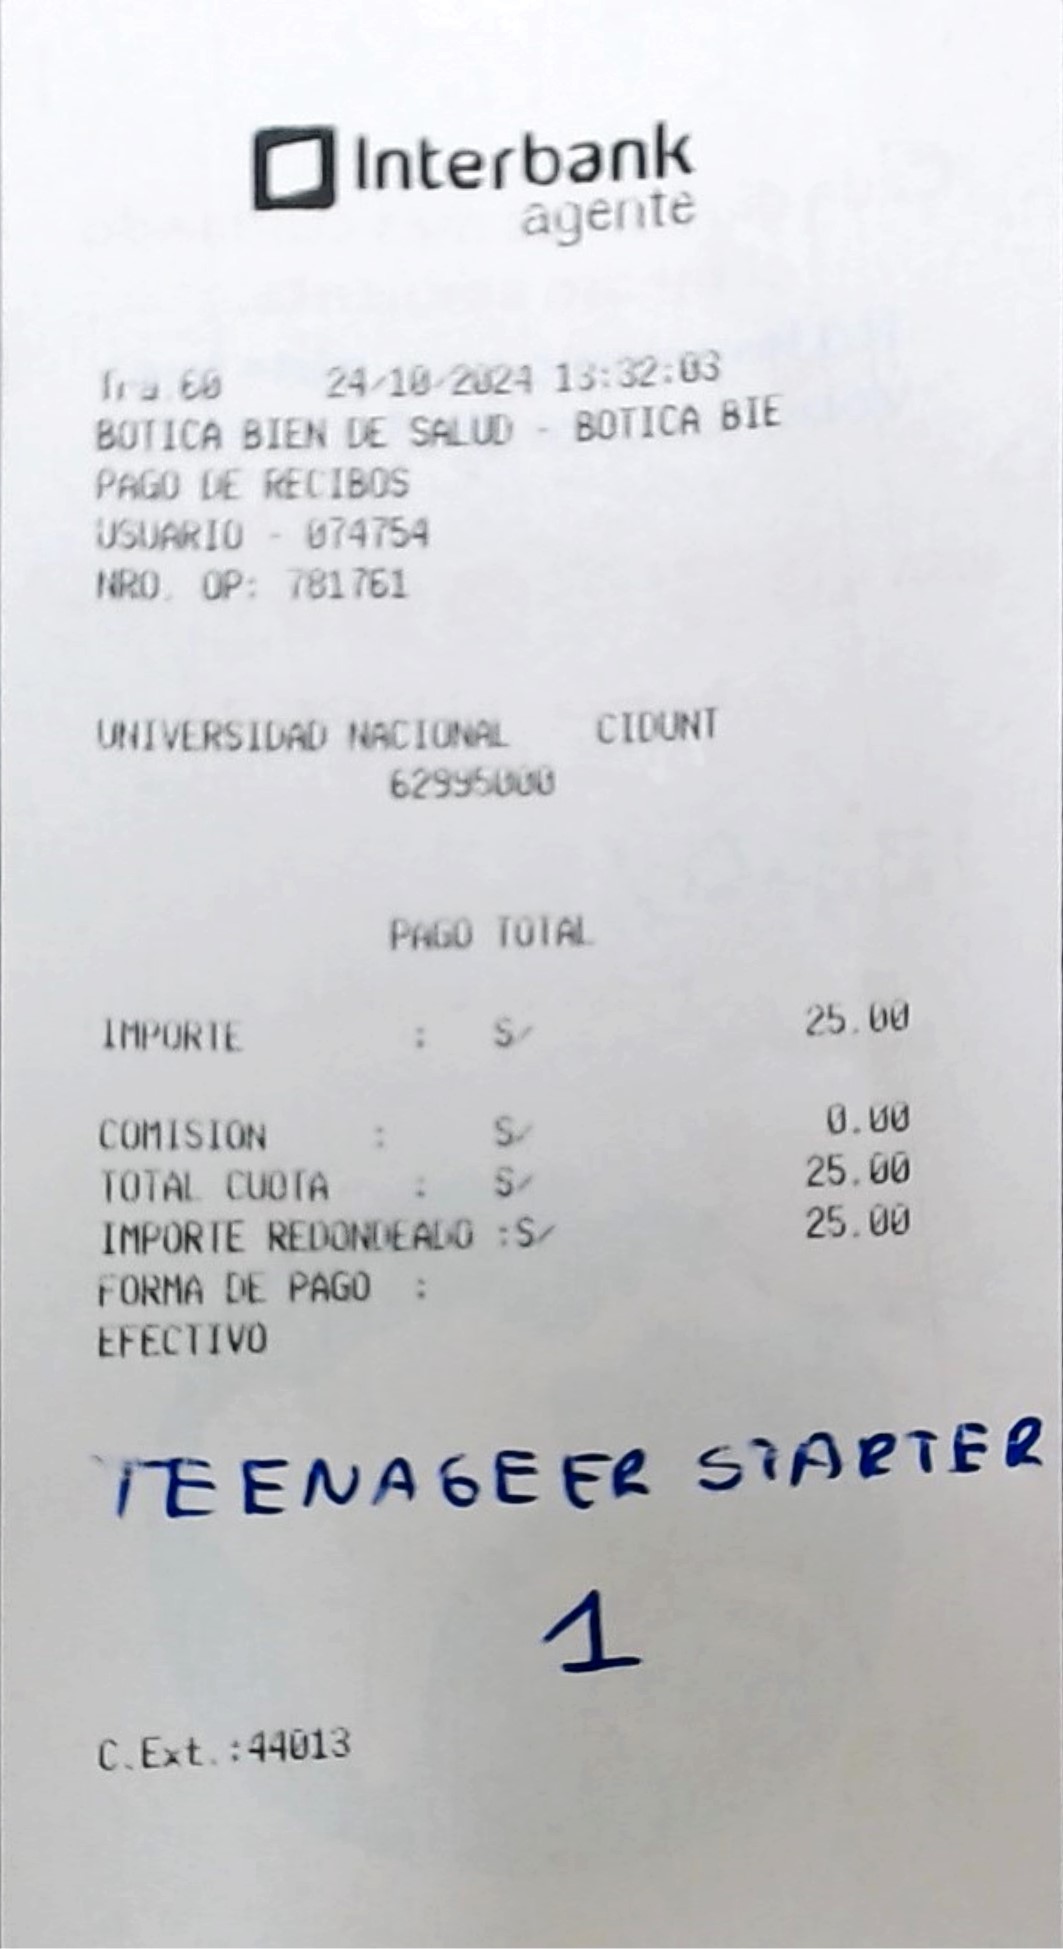 Interbank
agente
Tra 60 24/10/2024 13:32:03
BOTICA BIEN DE SALUD - BOTICA BIE
PAGO DE RECIBOS
USUARIO - 074754
NRO. OP: 781761
UNIVERSIDAD NACIONAL CIDUNT
62995000
PAGO TOTAL
IMPORTE : S/ 25.00
COMISION : S/ 0.00
TOTAL CUOTA : S/ 25.00
IMPORTE REDONDEADO :S/ 25.00
FORMA DE PAGO :
EFECTIVO
TEENAGEER STARTER
1
C.Ext.:44013